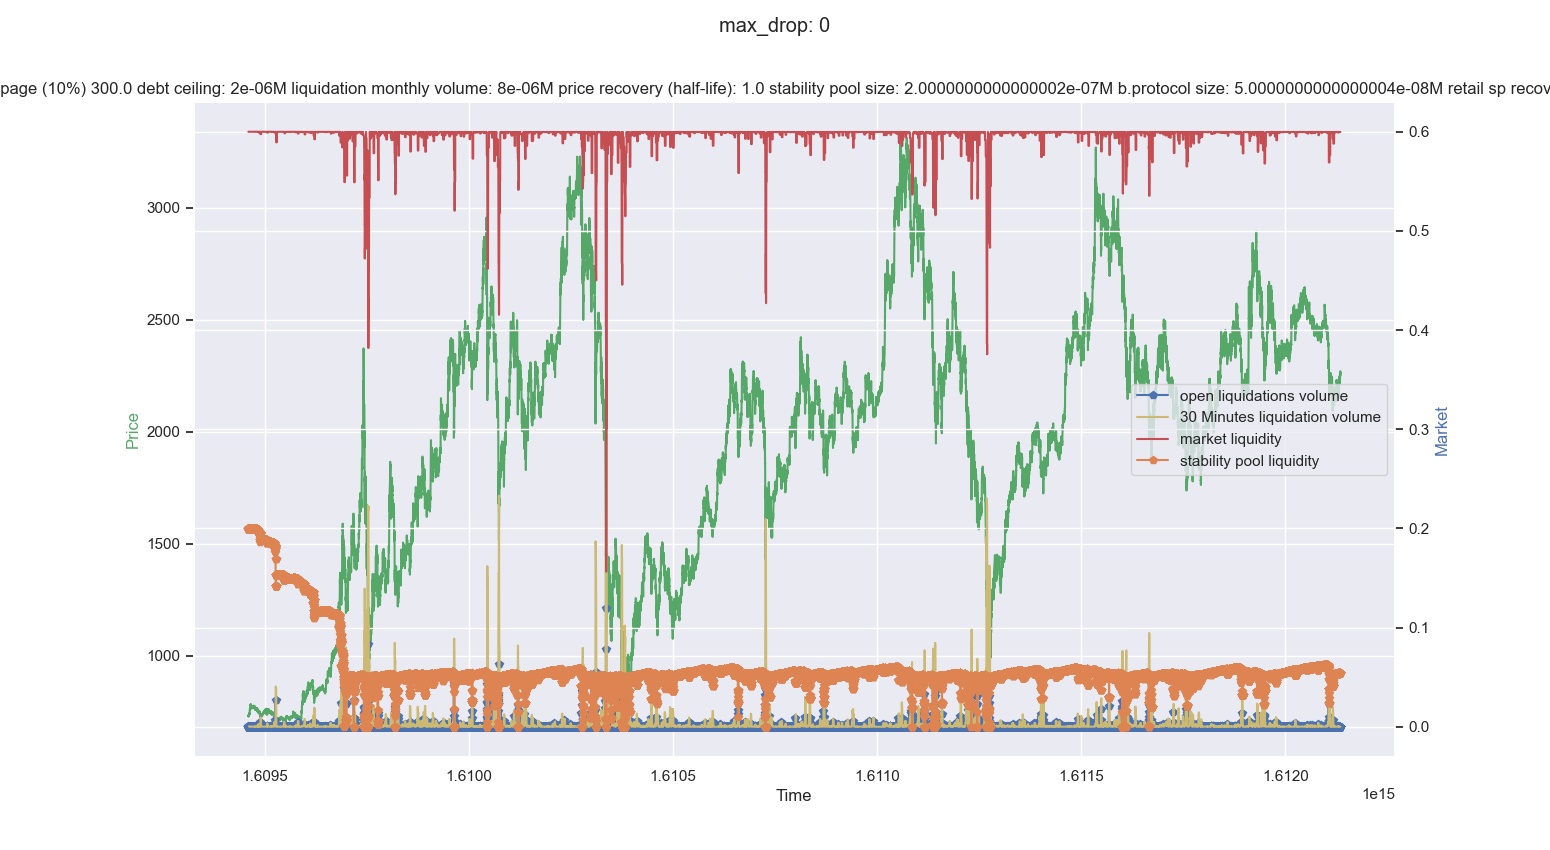 max_drop: 0
page (10%) 300.0 debt ceiling: 2e-06M liquidation monthly volume: 8e-06M price recovery (half-life): 1.0 stability pool size: 2.0000000000000002e-07M b.protocol size: 5.0000000000000004e-08M retail sp recov
3000
2500
2000
1500
1000
Price
0.6
0.5
0.4
0.3
0.2
0.1
0.0
Market
open liquidations volume
30 Minutes liquidation volume
market liquidity
stability pool liquidity
1.6095 1.6100 1.6105 1.6110 1.6115 1.6120
Time
1e15